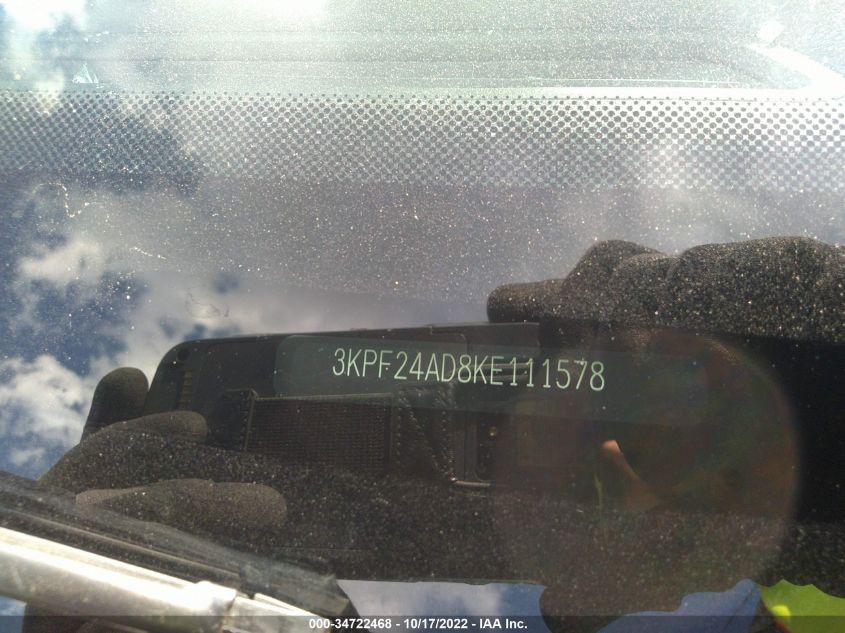 3KPF24AD8KE111578
000-34722468 - 10/17/2022 - IAA Inc.